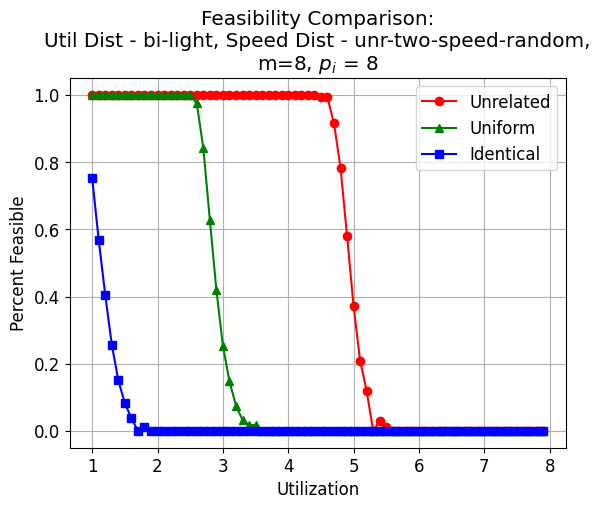 Feasibility Comparison:
Util Dist - bi-light, Speed Dist - unr-two-speed-random,
m=8, $p_i$ = 8
Unrelated
Uniform
Identical
Percent Feasible
1.0
0.8
0.6
0.4
0.2
0.0
1 2 3 4 5 6 7 8
Utilization